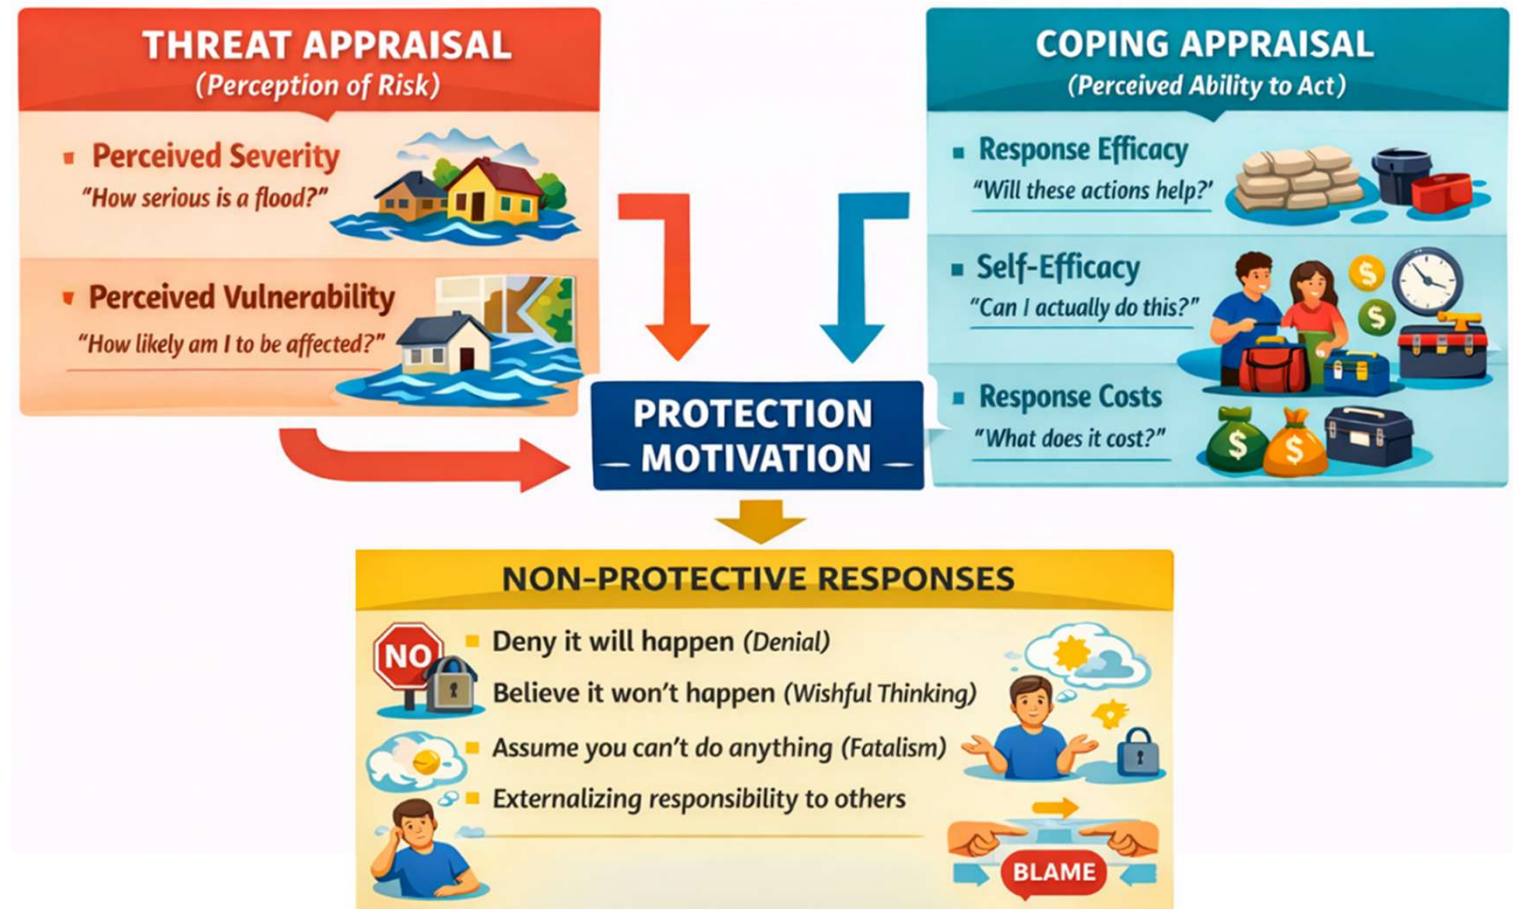 THREAT APPRAISAL
(Perception of Risk)
Perceived Severity
"How serious is a flood?"
Perceived Vulnerability
"How likely am I to be affected?"
COPING APPRAISAL
(Perceived Ability to Act)
Response Efficacy
"Will these actions help?'
Self-Efficacy
"Can I actually do this?"
$
$
Response Costs
"What does it cost?"
$
$
PROTECTION
MOTIVATION
NON-PROTECTIVE RESPONSES
NO
Deny it will happen (Denial)
Believe it won't happen (Wishful Thinking)
Assume you can't do anything (Fatalism)
Externalizing responsibility to others
BLAME